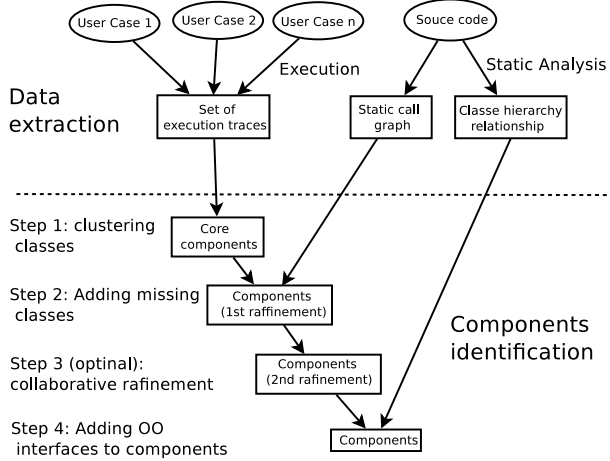 User Case 1
User Case 2
User Case n
Souce code
Execution
Static Analysis
Data
extraction
Set of
execution traces
Static call
graph
Classe hierarchy
relationship
Step 1: clustering
classes
Core
components
Step 2: Adding missing
classes
Components
(1st raffinement)
Components
identification
Step 3 (optinal):
collaborative rafinement
Components
(2nd rafinement)
Step 4: Adding OO
interfaces to components
Components